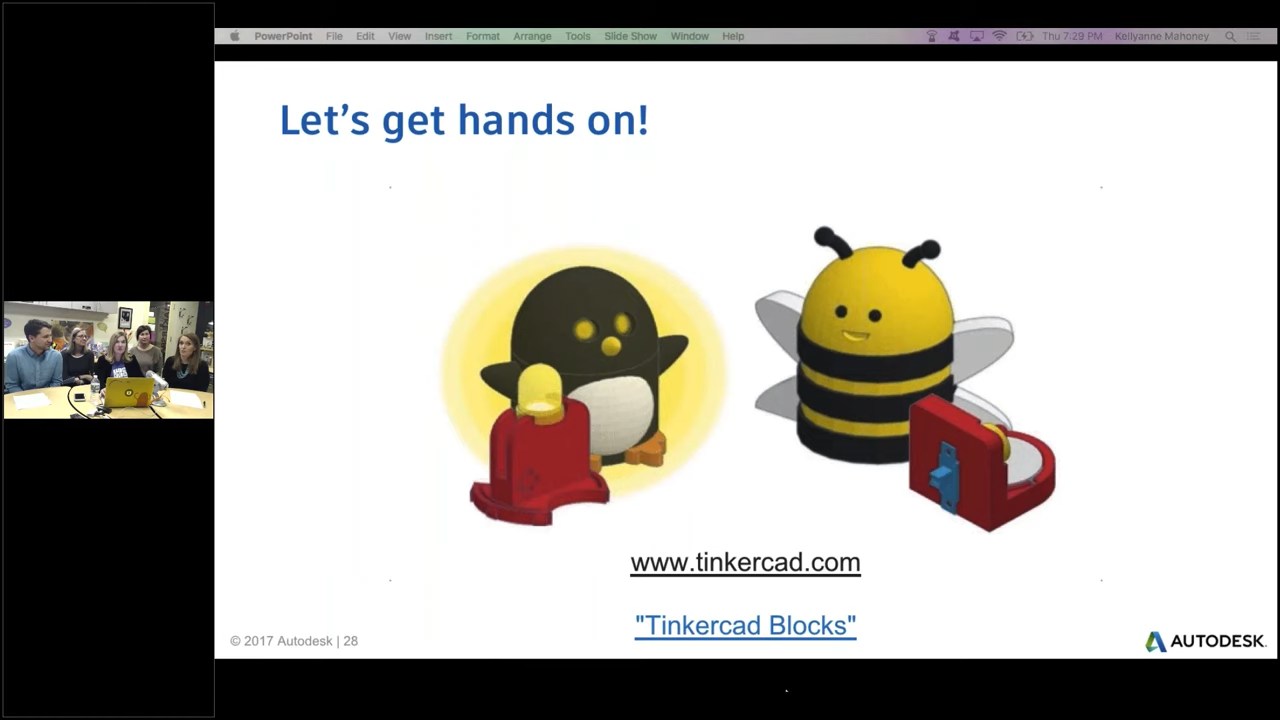 PowerPoint File Edit View Insert Format Arrange Tools Slide Show Window Help Thu 7:29 PM Kellyanne Mahoney
Let's get hands on!
www.tinkercad.com
"Tinkercad Blocks"
© 2017 Autodesk | 28
AUTODESK.